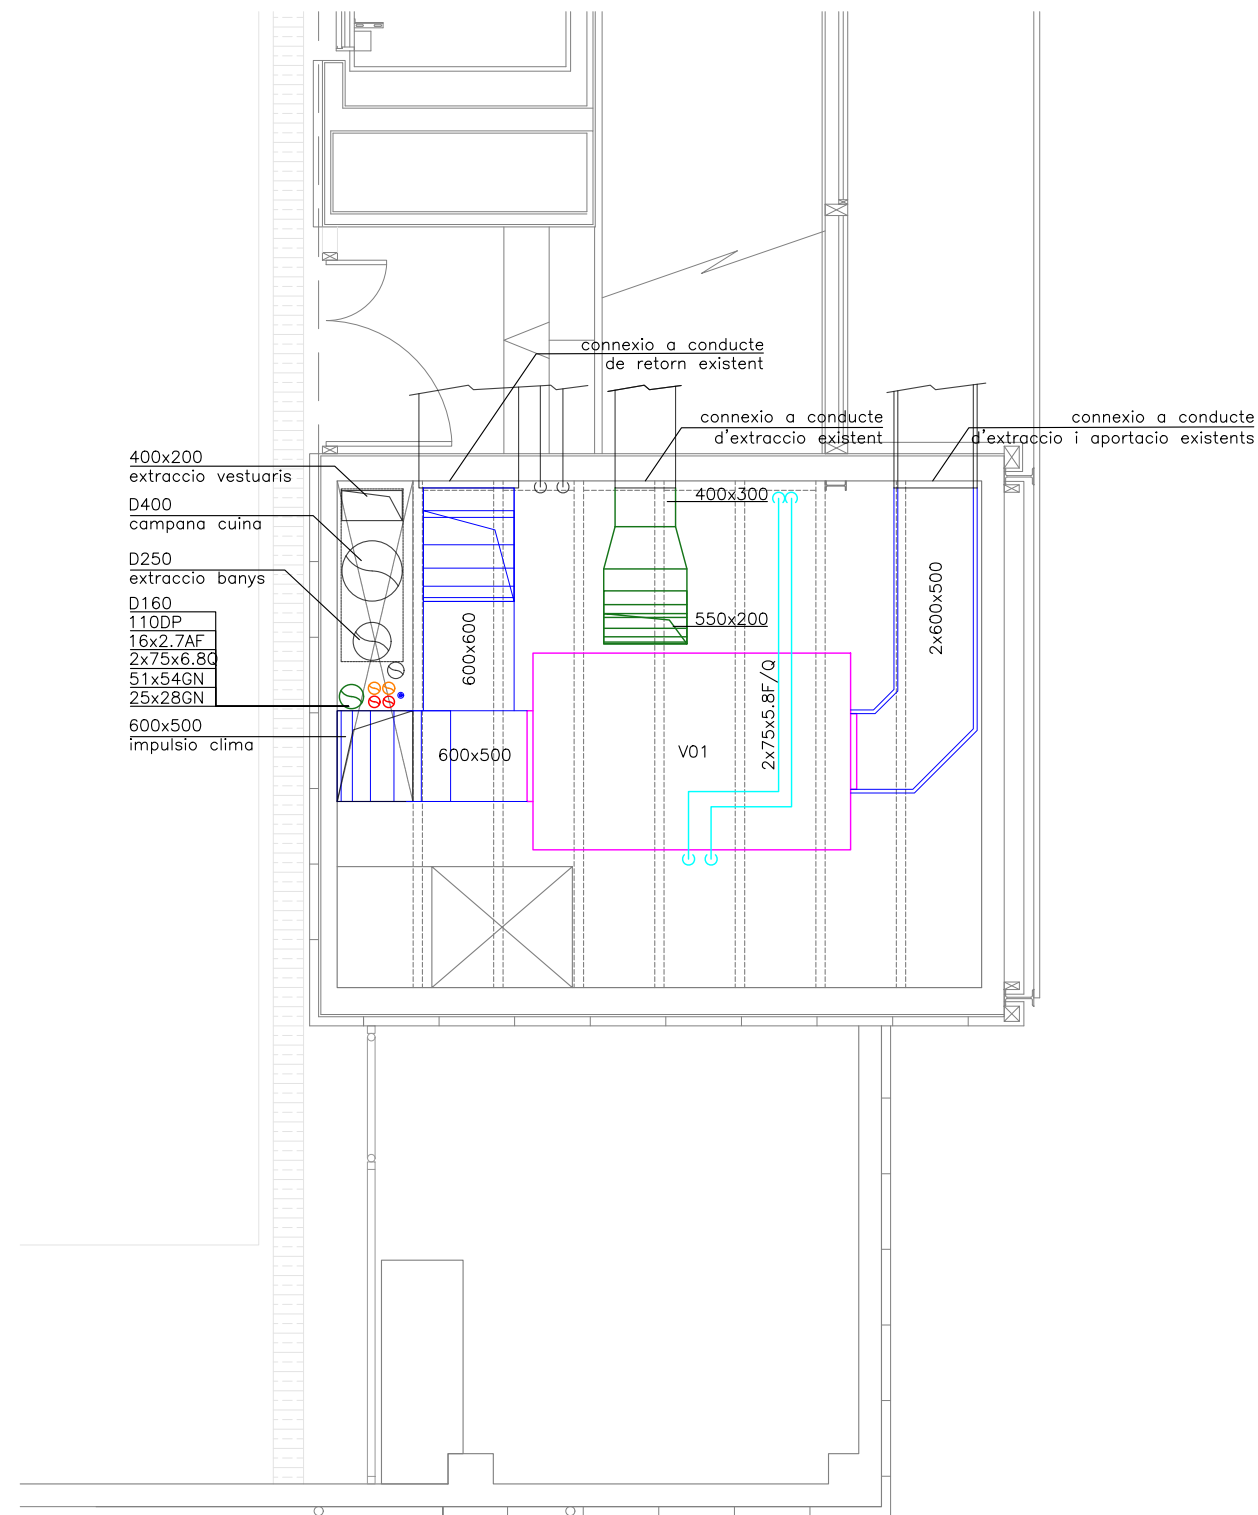 connexio a conducte
de retorn existent
connexio a conducte
d'extraccio existent
connexio a conducte
d'extraccio i aportacio existents
400x200
extraccio vestuaris
D400
campana cuina
D250
extraccio banys
D160
110DP
16x2.7AF
2x75x6.8Q
51x54GN
25x28GN
600x500
impulsio clima
400x300
550x200
600x600
600x500
V01
2x75x5.8F/Q
2x600x500